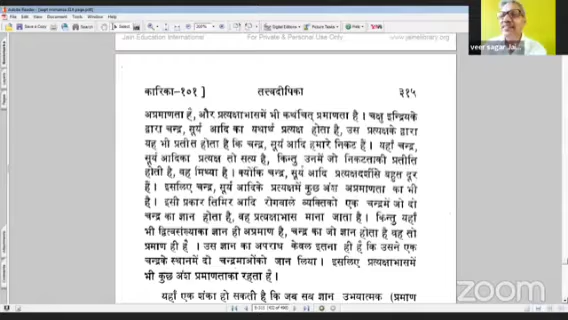 Jain Education International For Private & Personal Use Only www.jainelibrary.org
veer sagar Jai...
कारिका-१०१ ] तत्त्वदीपिका ३१५
अप्रमाणता है, और प्रत्यक्षाभासमें भी कथंचित् प्रमाणता है । चक्षु इन्द्रियके
द्वारा चन्द्र, सूर्य आदि का यथार्थ प्रत्यक्ष होता है, उस प्रत्यक्षके द्वारा
यह भी प्रतीत होता है कि चन्द्र, सूर्य आदि हमारे निकट हैं । यहाँ चन्द्र,
सूर्य आदिका प्रत्यक्ष तो सत्य है, किन्तु उनमें जो निकटताकी प्रतीति
होती है, वह मिथ्या है । क्योंकि चन्द्र, सूर्य आदि प्रत्यक्षदर्शीसे बहुत दूर
हैं । इसलिए चन्द्र, सूर्य आदिके प्रत्यक्षमें कुछ अंश अप्रमाणता का भी
है । इसी प्रकार तिमिर आदि रोगवाले व्यक्तिको एक चन्द्रमें जो दो
चन्द्र का ज्ञान होता है, वह प्रत्यक्षाभास माना जाता है । किन्तु यहाँ
भी द्वित्वसंख्याका ज्ञान ही अप्रमाण है, चन्द्र का जो ज्ञान होता है वह तो
प्रमाण ही है । उस ज्ञान का अपराध केवल इतना ही है कि उसने एक
चन्द्रके स्थानमें दो चन्द्रमाओंको जान लिया । इसलिए प्रत्यक्षाभासमें
भी कुछ अंश प्रमाणताका रहता है ।
यहाँ एक शंका हो सकती है कि जब सब ज्ञान उभयात्मक (प्रमाण
zoom